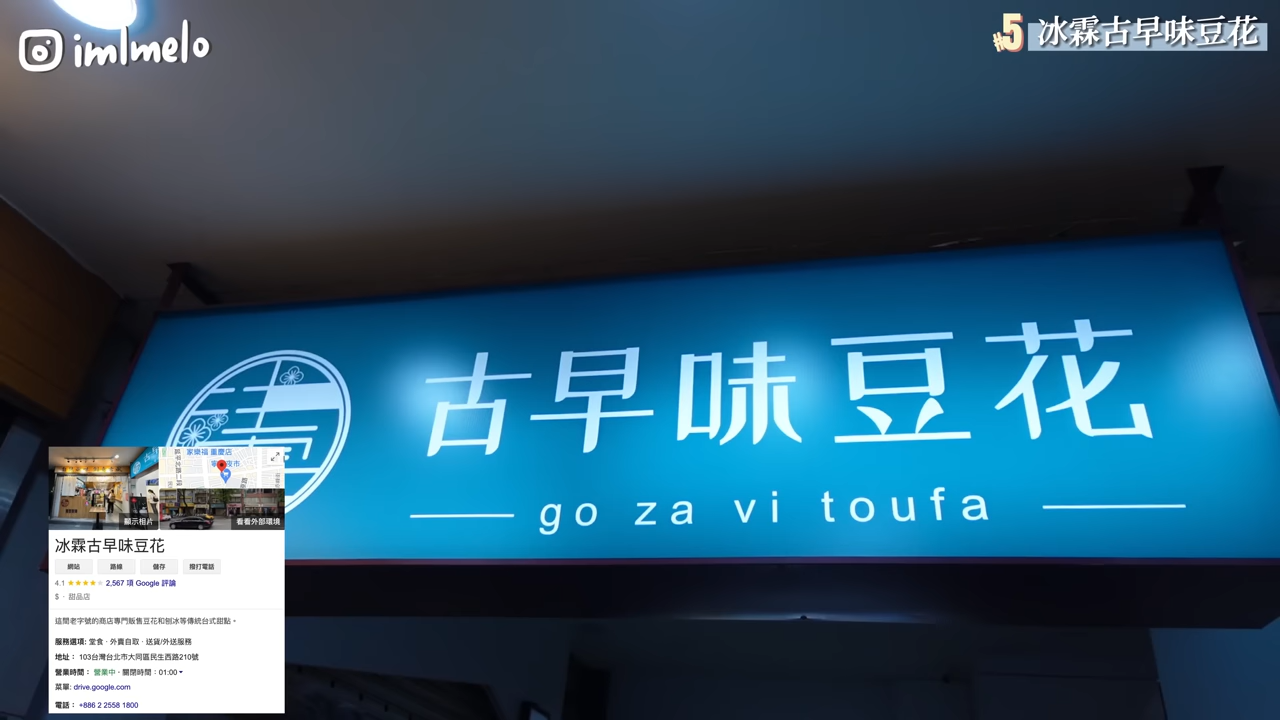 imlmelo
#5 冰霖古早味豆花
古早味豆花
go za vi toufa
家樂福 重慶店
顯示相片
看看外部環境
冰霖古早味豆花
網站 路線 儲存 撥打電話
4.1 ★★★★★ 2,567 項 Google 評論
$ · 甜品店
這間老字號的商店專門販售豆花和刨冰等傳統台式甜點。
服務選項: 堂食 · 外賣自取 · 送貨/外送服務
地址： 103台灣台北市大同區民生西路210號
營業時間： 營業中 · 關閉時間：01:00
菜單: drive.google.com
電話： +886 2 2558 1800